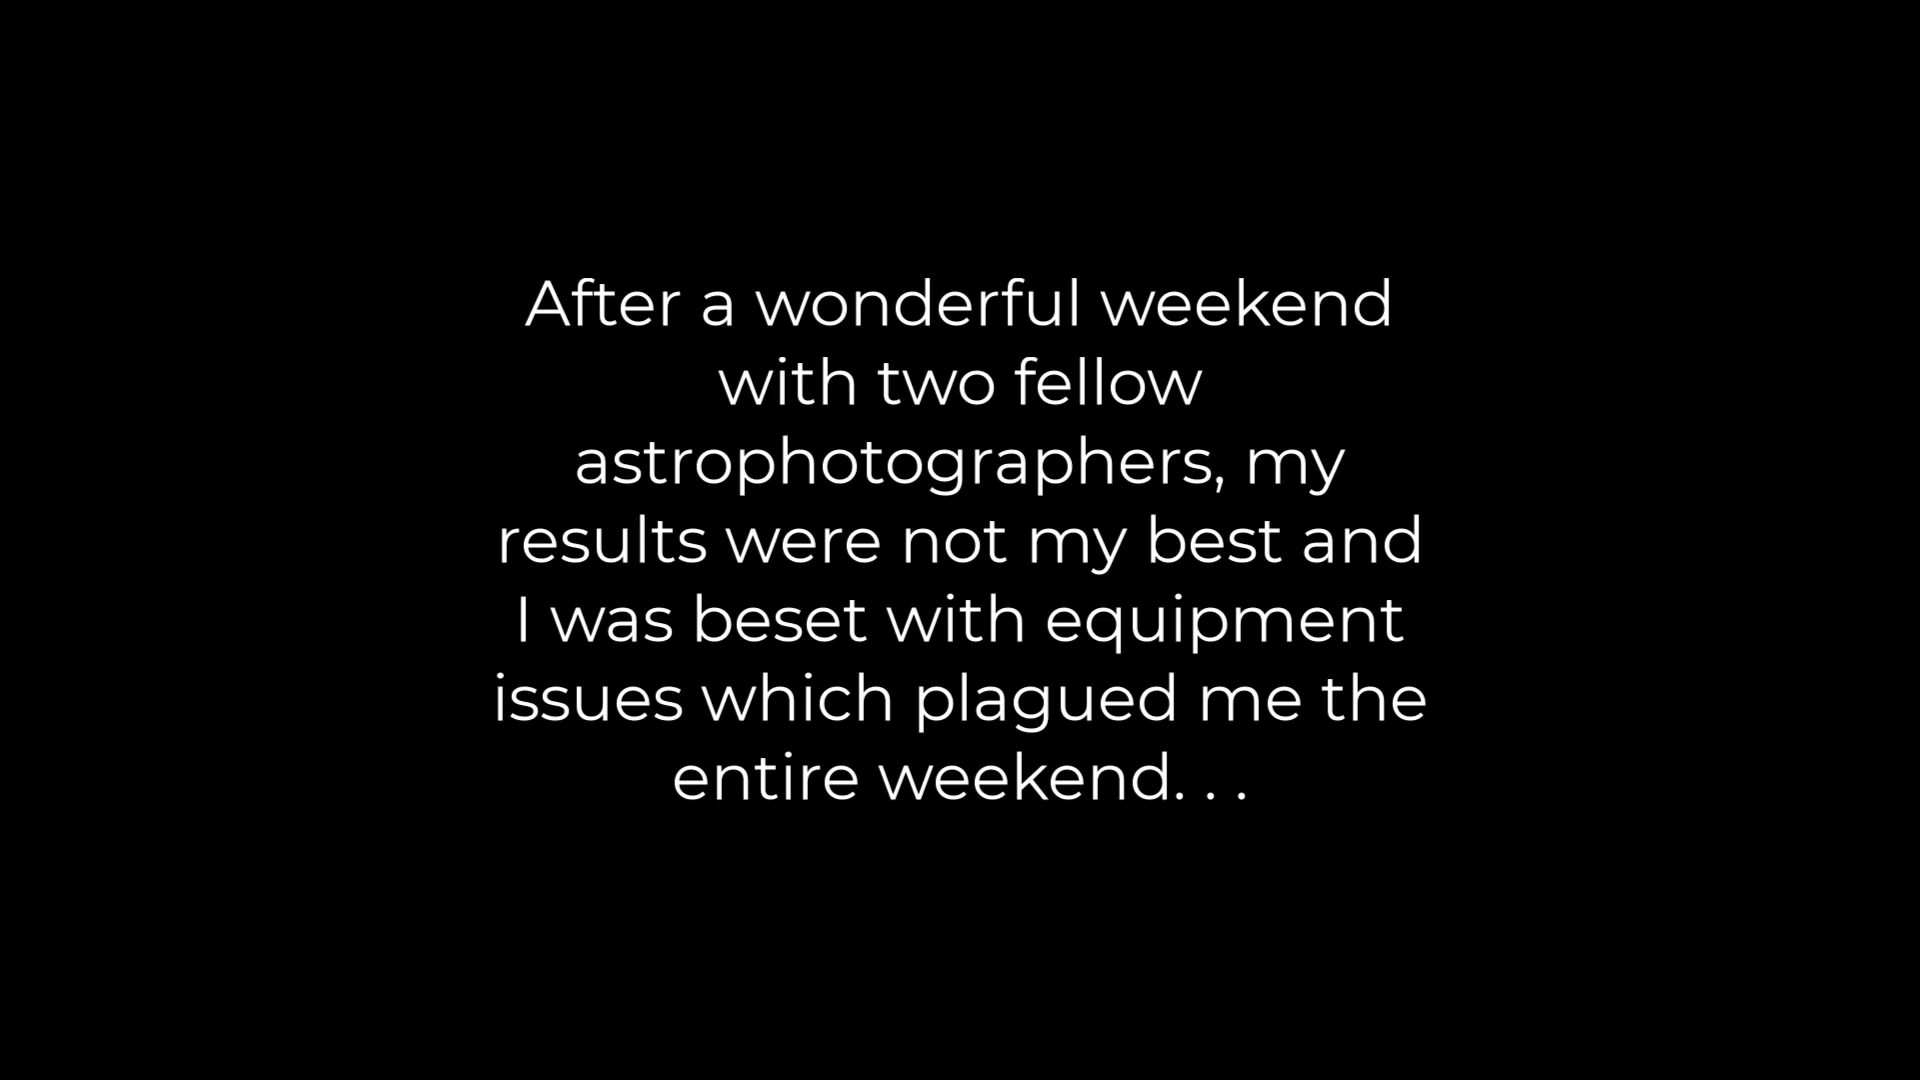 After a wonderful weekend
with two fellow
astrophotographers, my
results were not my best and
I was beset with equipment
issues which plagued me the
entire weekend. . .